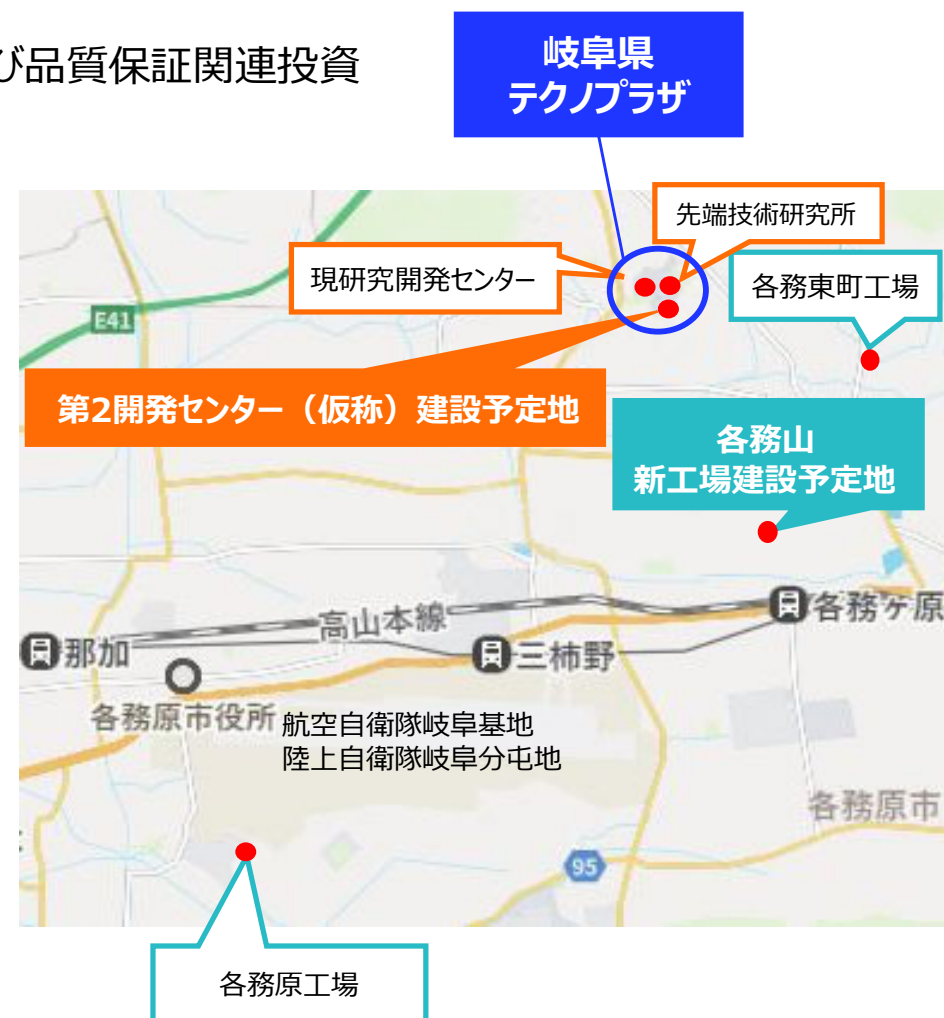 び品質保証関連投資
岐阜県
テクノプラザ
先端技術研究所
現研究開発センター
各務東町工場
E41
第2開発センター（仮称）建設予定地
各務山
新工場建設予定地
高山本線
各務ヶ原
那加
三柿野
各務原市役所
航空自衛隊岐阜基地
陸上自衛隊岐阜分屯地
各務原市
95
各務原工場